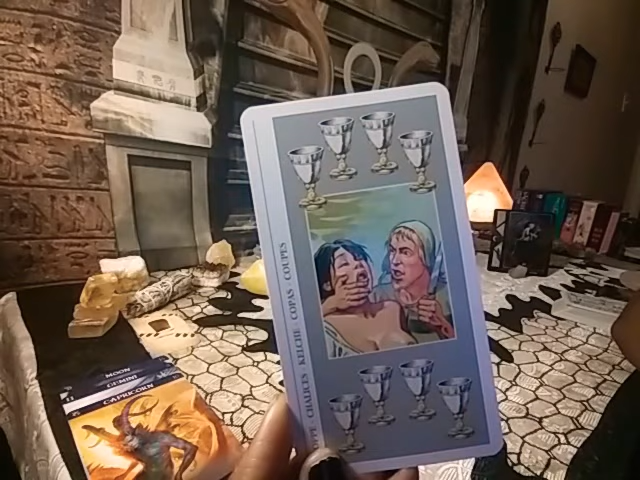 CHALICES · KELCHE · COPAS · COUPES
MOON
GEMINI
CAPRICORN